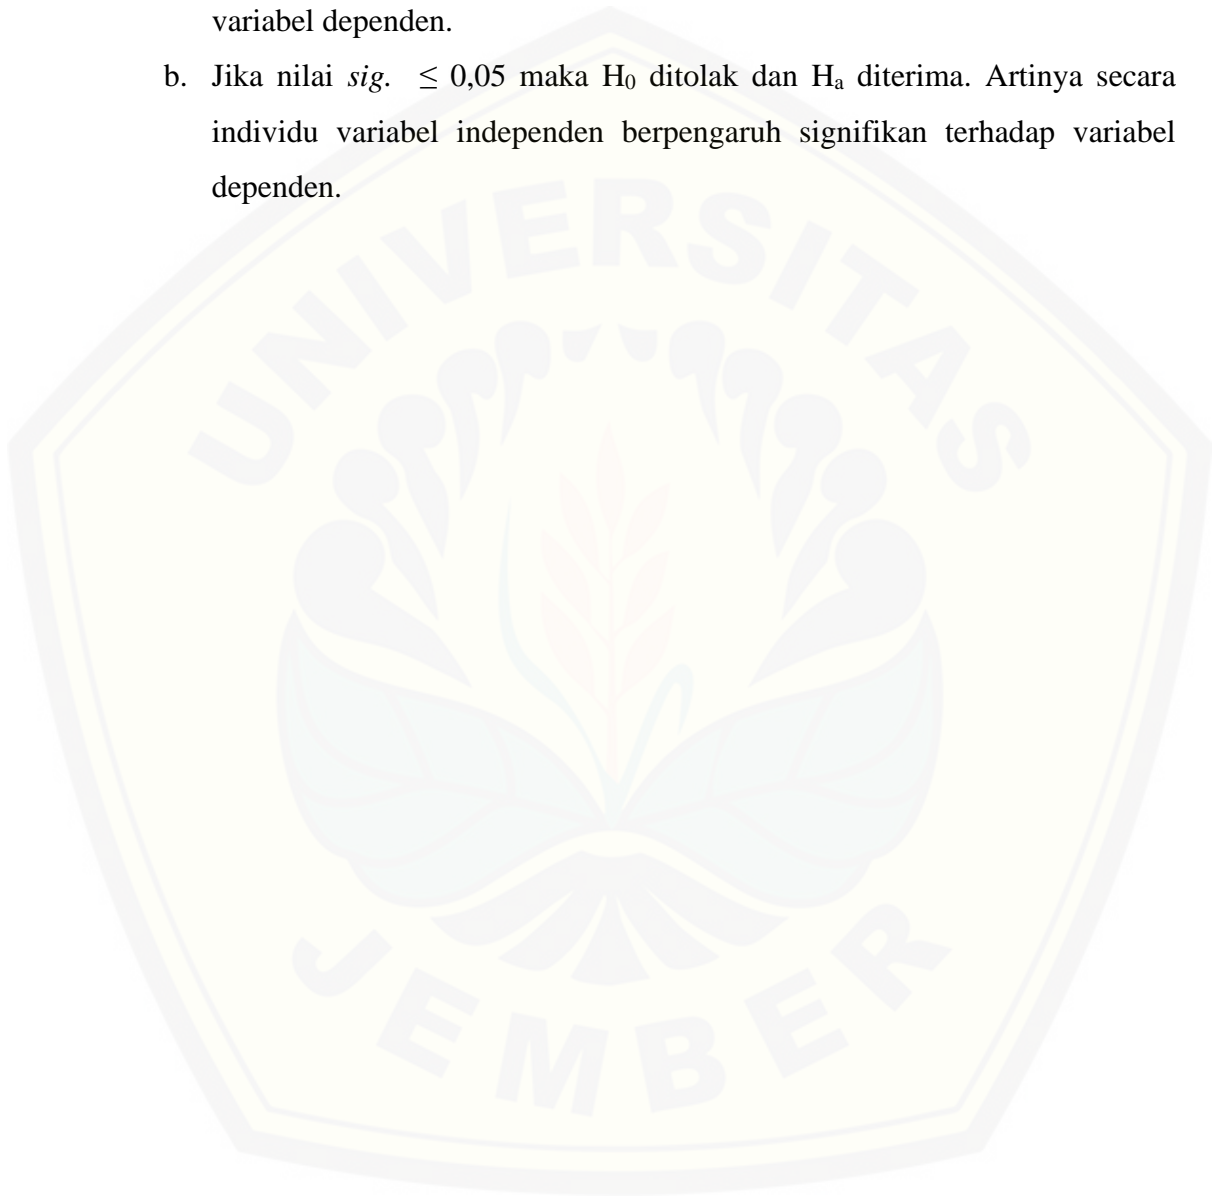 variabel dependen.
b. Jika nilai sig. ≤ 0,05 maka H₀ ditolak dan Hₐ diterima. Artinya secara
individu variabel independen berpengaruh signifikan terhadap variabel
dependen.
UNIVERSITAS
JEMBER